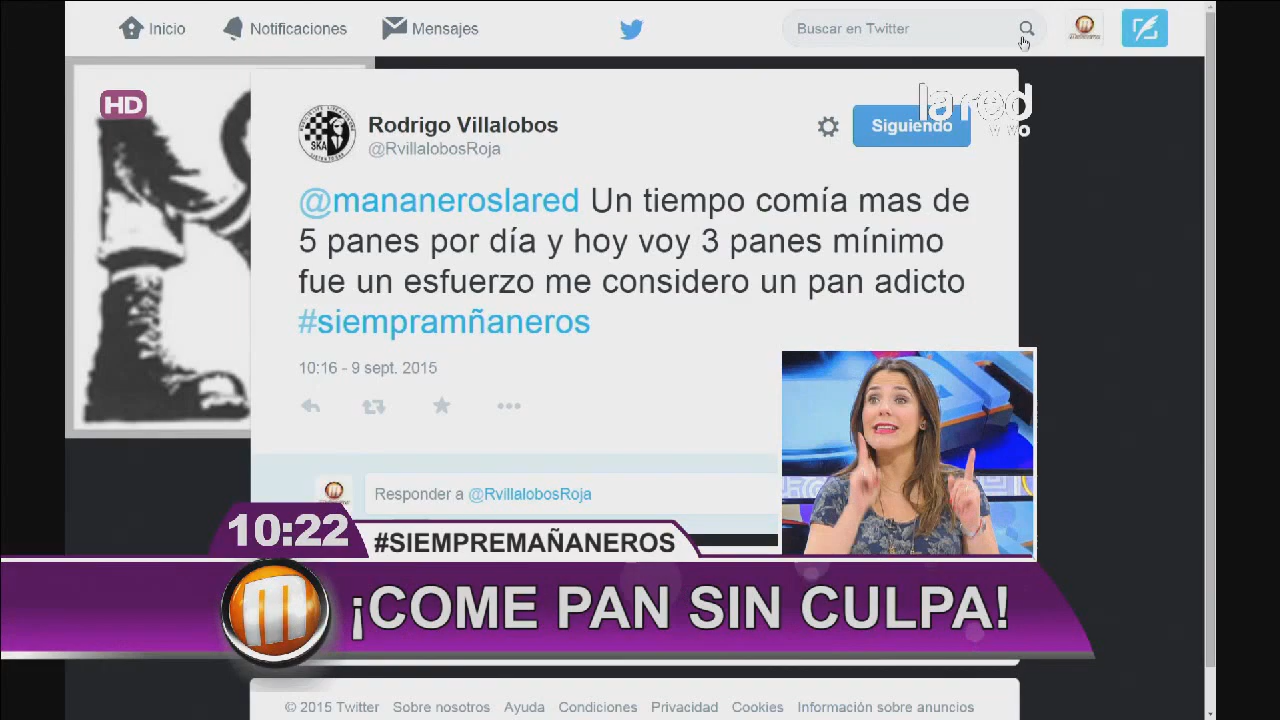 Inicio
Notificaciones
Mensajes
Buscar en Twitter
HD
la red
vivo
Rodrigo Villalobos
@RvillalobosRoja
Siguiendo
SKA
@mananeroslared Un tiempo comía mas de
5 panes por día y hoy voy 3 panes mínimo
fue un esfuerzo me considero un pan adicto
#siempramñaneros
10:16 - 9 sept. 2015
Responder a @RvillalobosRoja
10:22
#SIEMPREMAÑANEROS
m
¡COME PAN SIN CULPA!
© 2015 Twitter Sobre nosotros Ayuda Condiciones Privacidad Cookies Información sobre anuncios